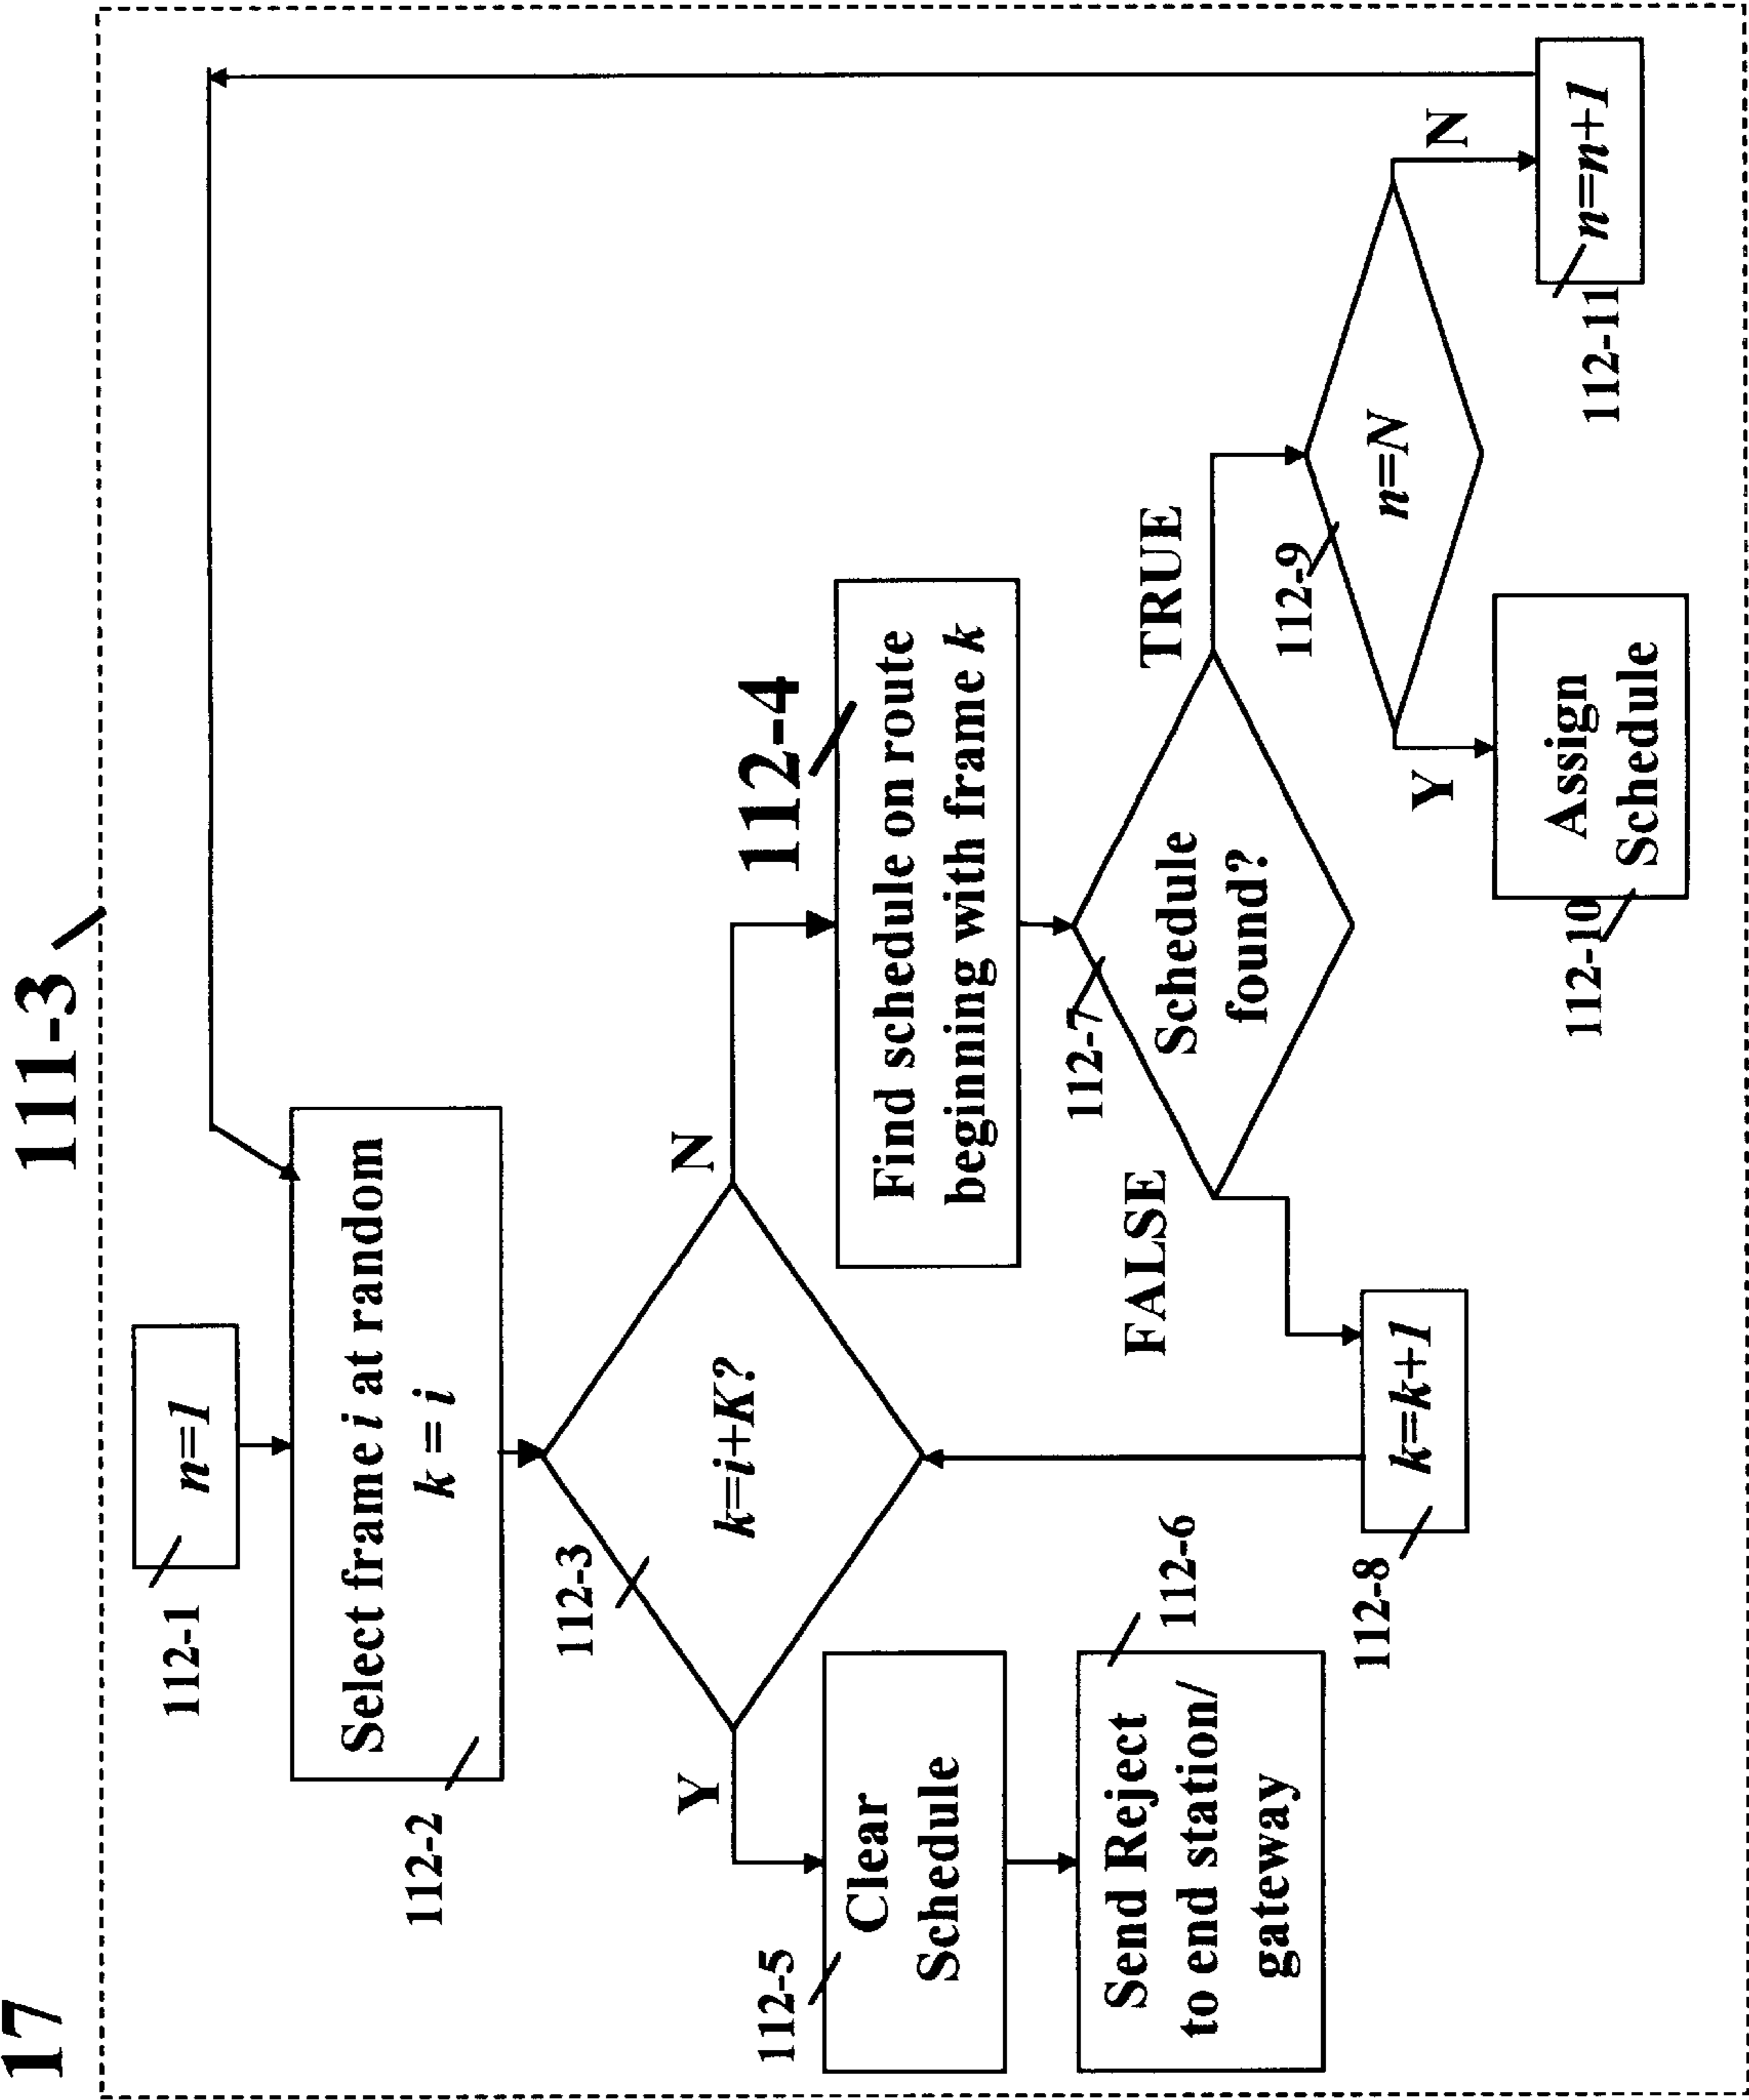 17
111-3
112-1
n=1
112-2
Select frame i at random
k = i
112-3
k=i+K?
Y
N
112-5
Clear
Schedule
112-4
Find schedule on route
beginning with frame k
112-6
Send Reject
to end station/
gateway
112-7
Schedule
found?
FALSE
TRUE
112-8
k=k+1
112-9
n=N
Y
N
112-10
Assign
Schedule
112-11
n=n+1